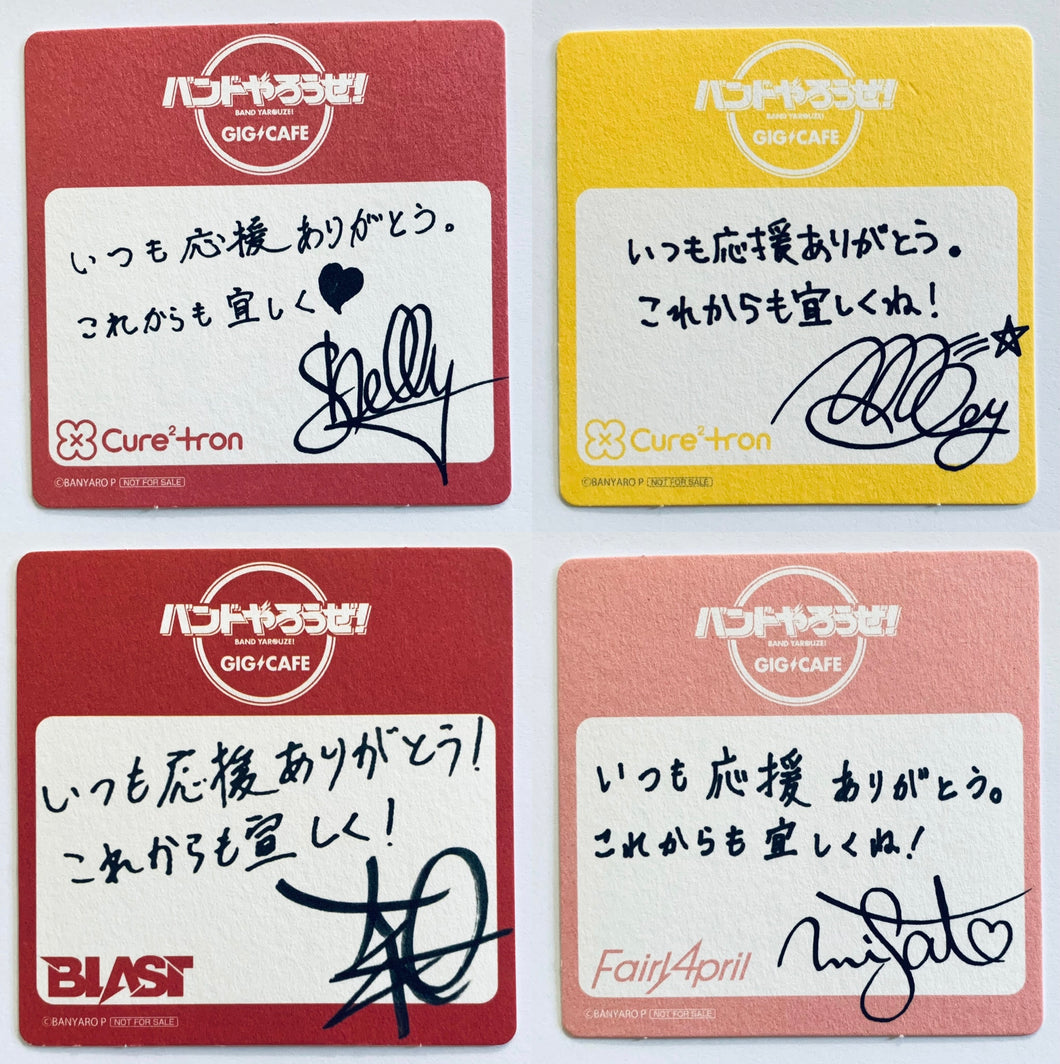 バンドやろうぜ!
BAND YAROUZE!
GIG CAFE
いつも応援ありがとう。
これからも宜しく
Shelly
Cure²tron
©BANYARO P NOT FOR SALE
バンドやろうぜ!
BAND YAROUZE!
GIG CAFE
いつも応援ありがとう。
これからも宜しくね!
Cure²tron
©BANYARO P NOT FOR SALE
バンドやろうぜ!
BAND YAROUZE!
GIG CAFE
いつも応援ありがとう!
これからも宜しく!
BLAST
©BANYARO P NOT FOR SALE
バンドやろうぜ!
BAND YAROUZE!
GIG CAFE
いつも応援ありがとう。
これからも宜しくね!
misato
FairyApril
©BANYARO P NOT FOR SALE